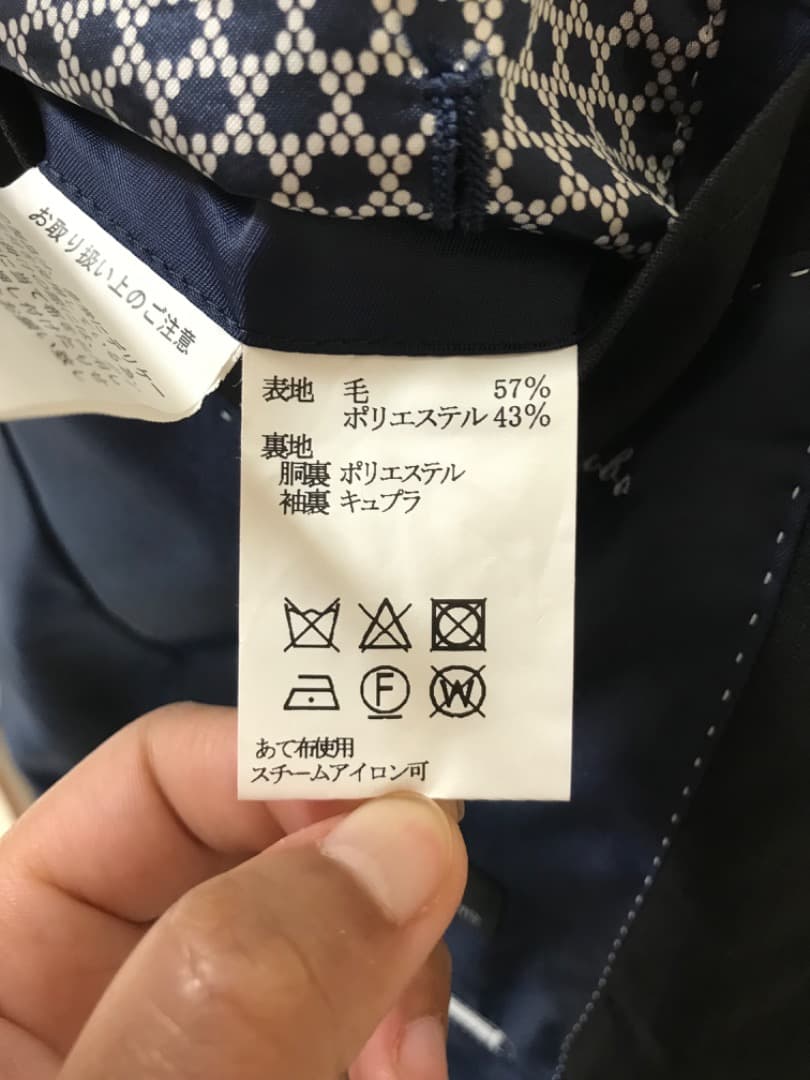 お取り扱い上のご注意
表地 毛 57%
ポリエステル 43%
裏地
胴裏 ポリエステル
袖裏 キュプラ
F
W
あて布使用
スチームアイロン可